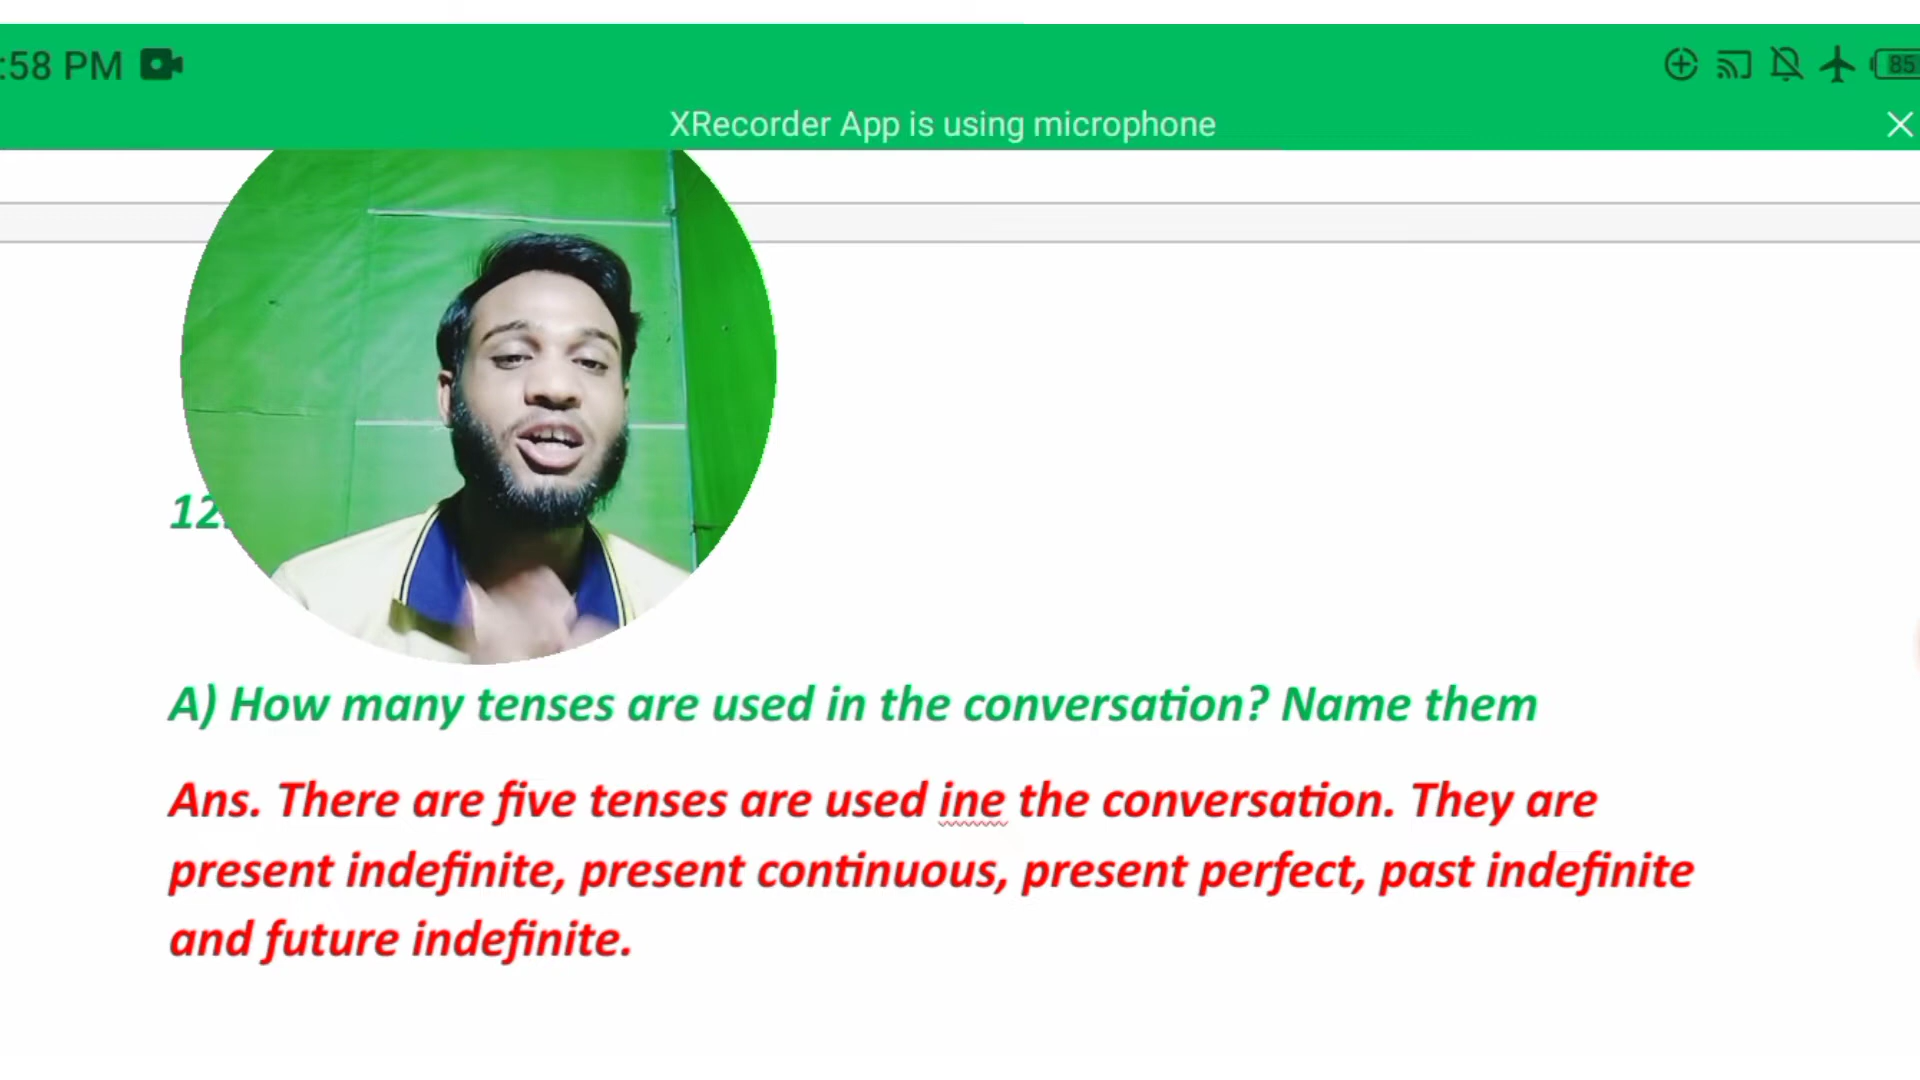 :58 PM
85
XRecorder App is using microphone
12.
A) How many tenses are used in the conversation? Name them
Ans. There are five tenses are used ine the conversation. They are
present indefinite, present continuous, present perfect, past indefinite
and future indefinite.